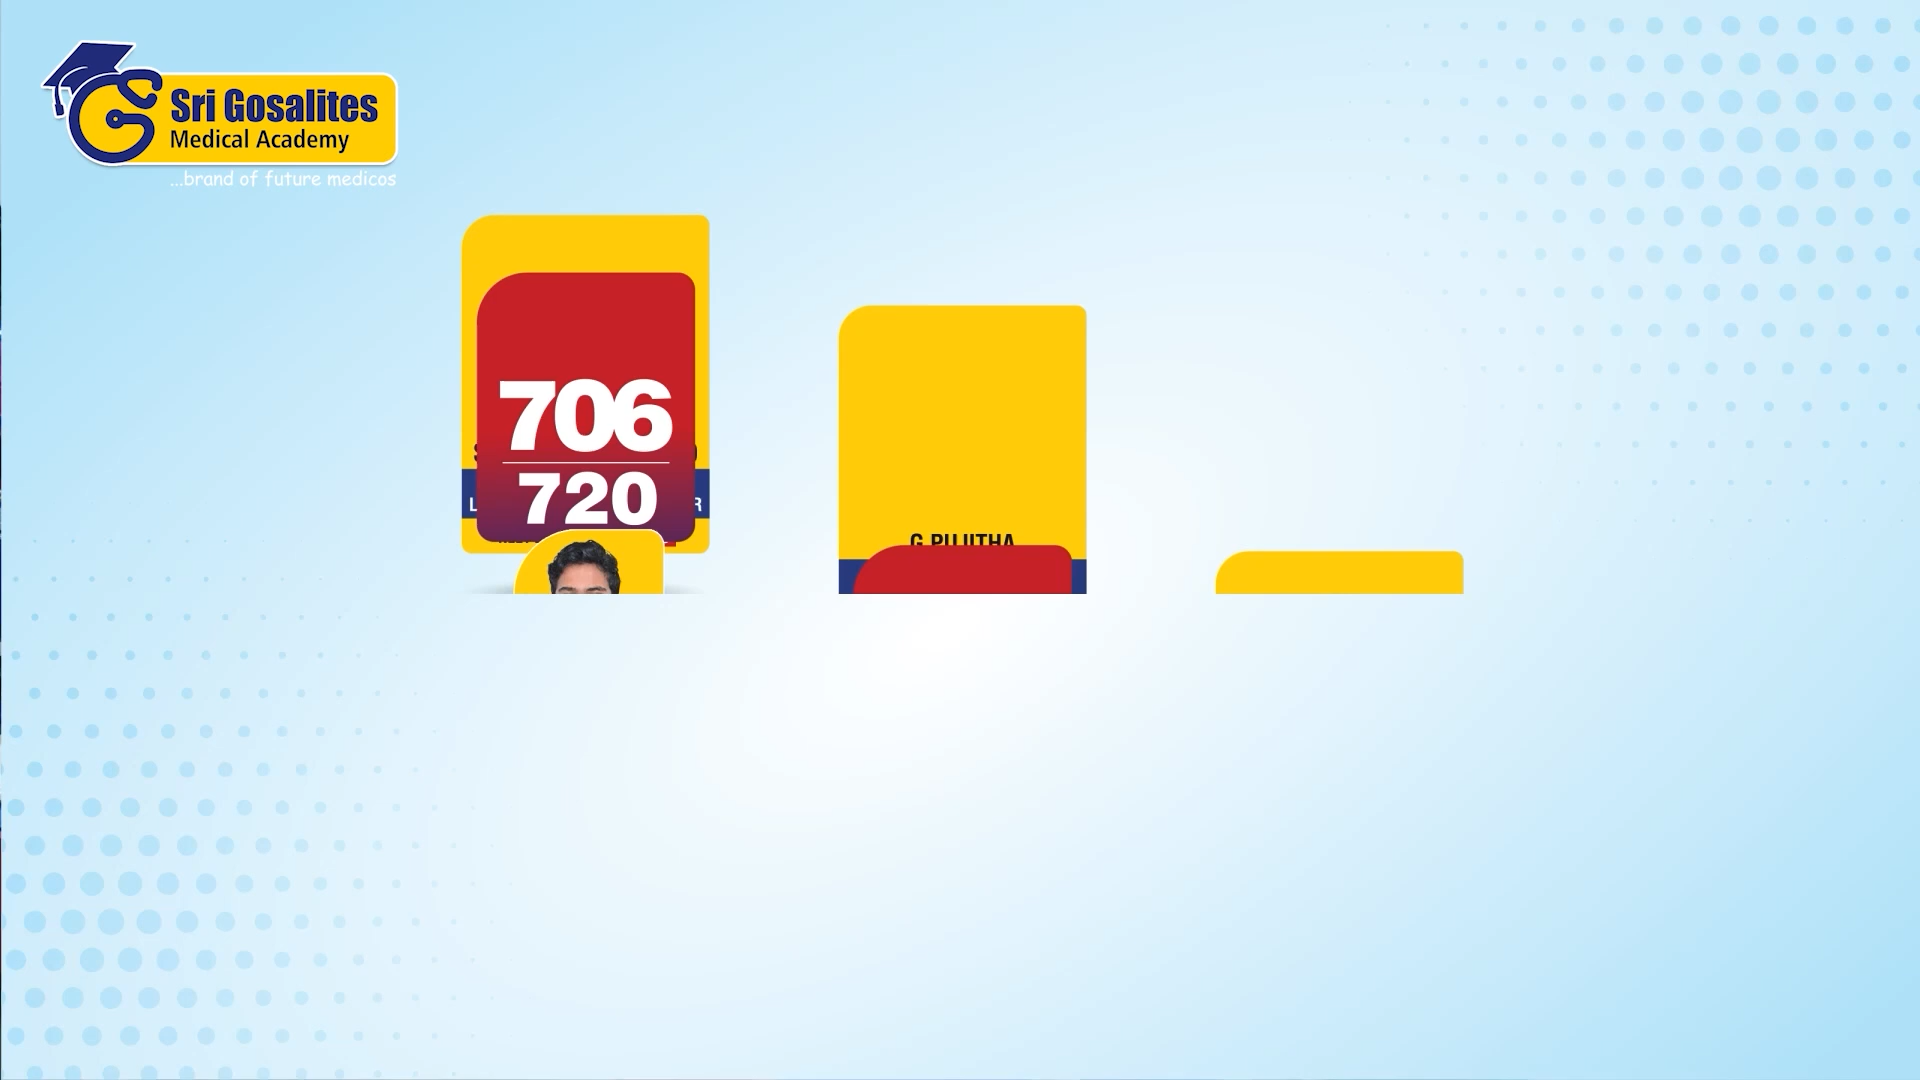 Sri Gosalites
Medical Academy
...brand of future medicos
706
720
G PUJITHA